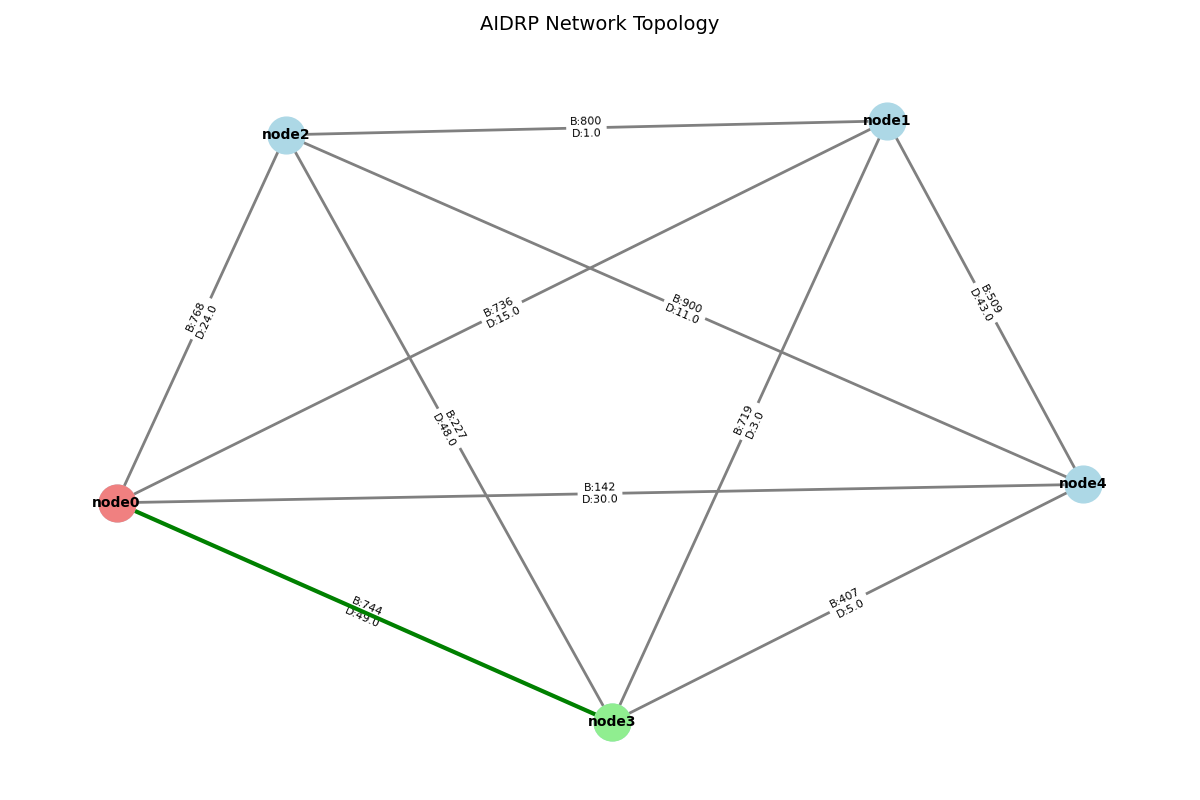 AIDRP Network Topology
node2
node1
B:800
D:1.0
B:768
D:24.0
B:736
D:15.0
B:900
D:11.0
B:509
D:43.0
B:227
D:48.0
B:719
D:3.0
node0
B:142
D:30.0
node4
B:744
D:49.0
B:407
D:5.0
node3